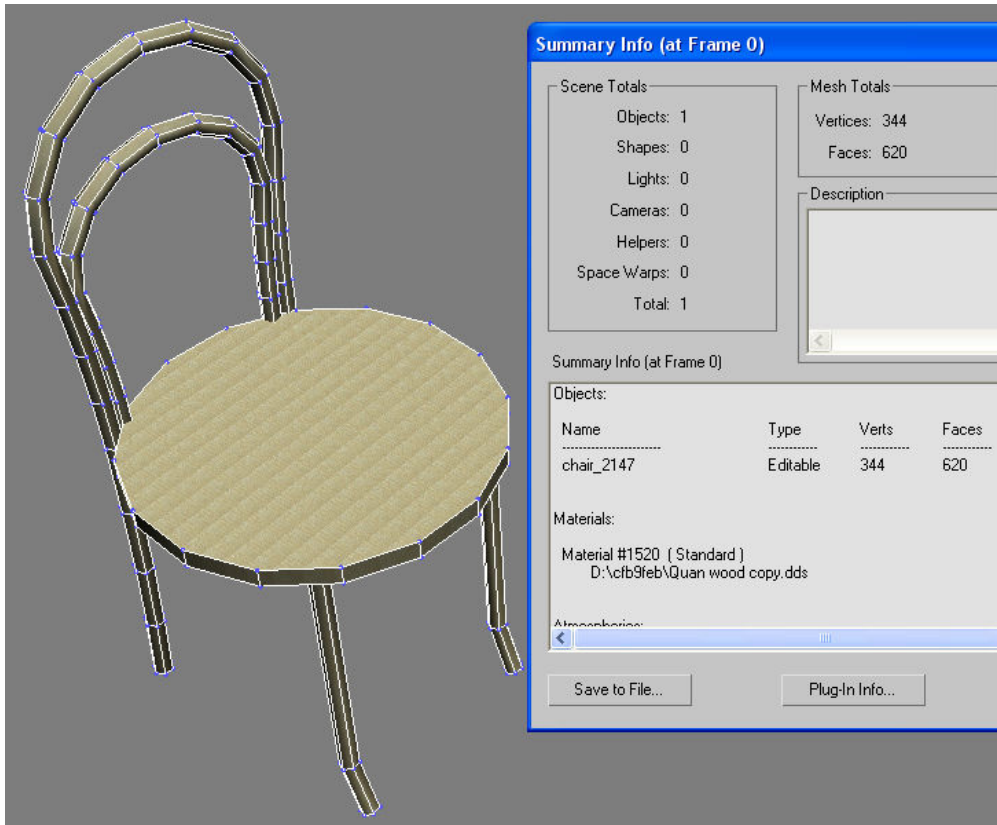 Summary Info (at Frame 0)
Scene Totals
Objects: 1
Shapes: 0
Lights: 0
Cameras: 0
Helpers: 0
Space Warps: 0
Total: 1
Mesh Totals
Vertices: 344
Faces: 620
Description
Summary Info (at Frame 0)
Objects:
Name Type Verts Faces
-------------------- ---------- ---------- ----------
chair_2147 Editable 344 620
Materials:
Material #1520 ( Standard )
D:\cfb9feb\Quan wood copy.dds
Save to File... Plug-In Info...